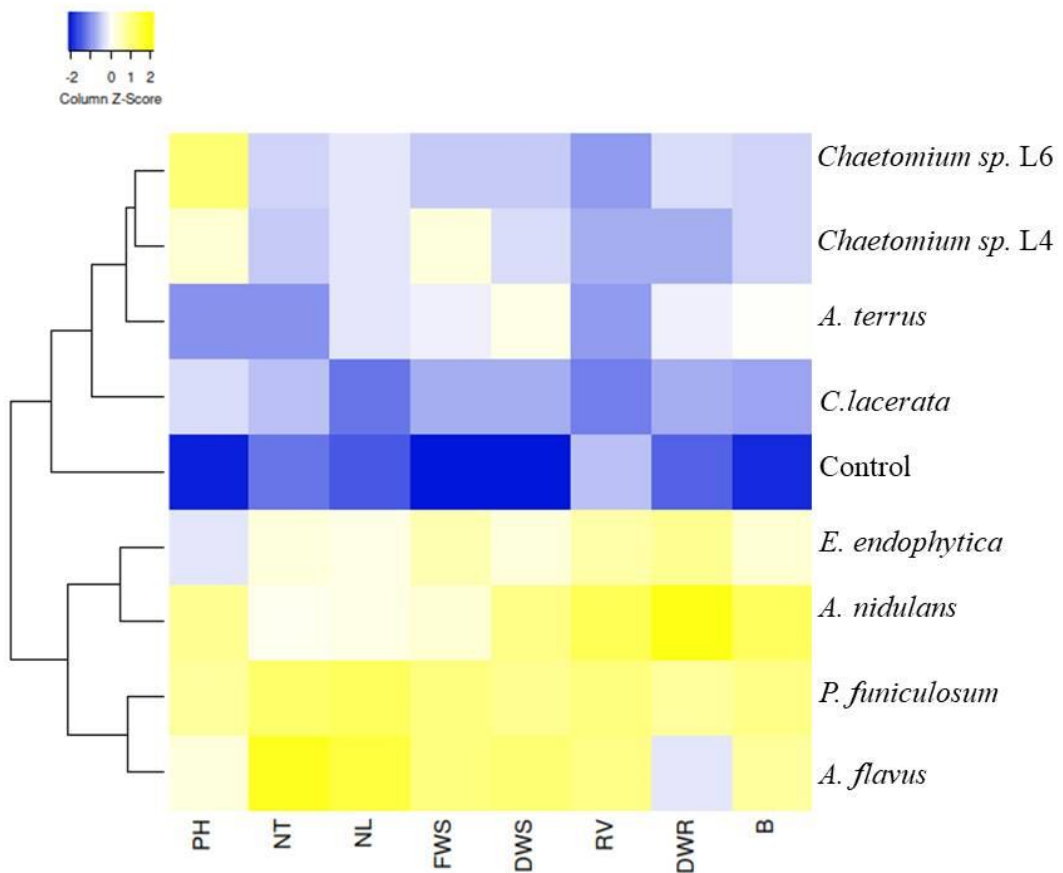 -2 0 1 2
Column Z-Score
Chaetomium sp. L6
Chaetomium sp. L4
A. terrus
C.lacerata
Control
E. endophytica
A. nidulans
P. funiculosum
A. flavus
PH NT NL FWS DWS RV DWR B